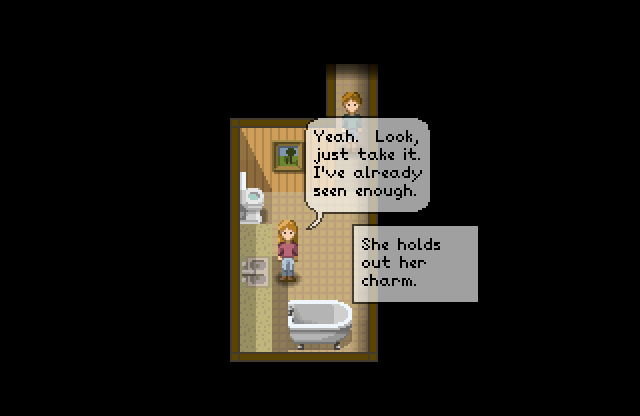 Yeah. Look,
just take it.
I've already
seen enough.
She holds
out her
charm.